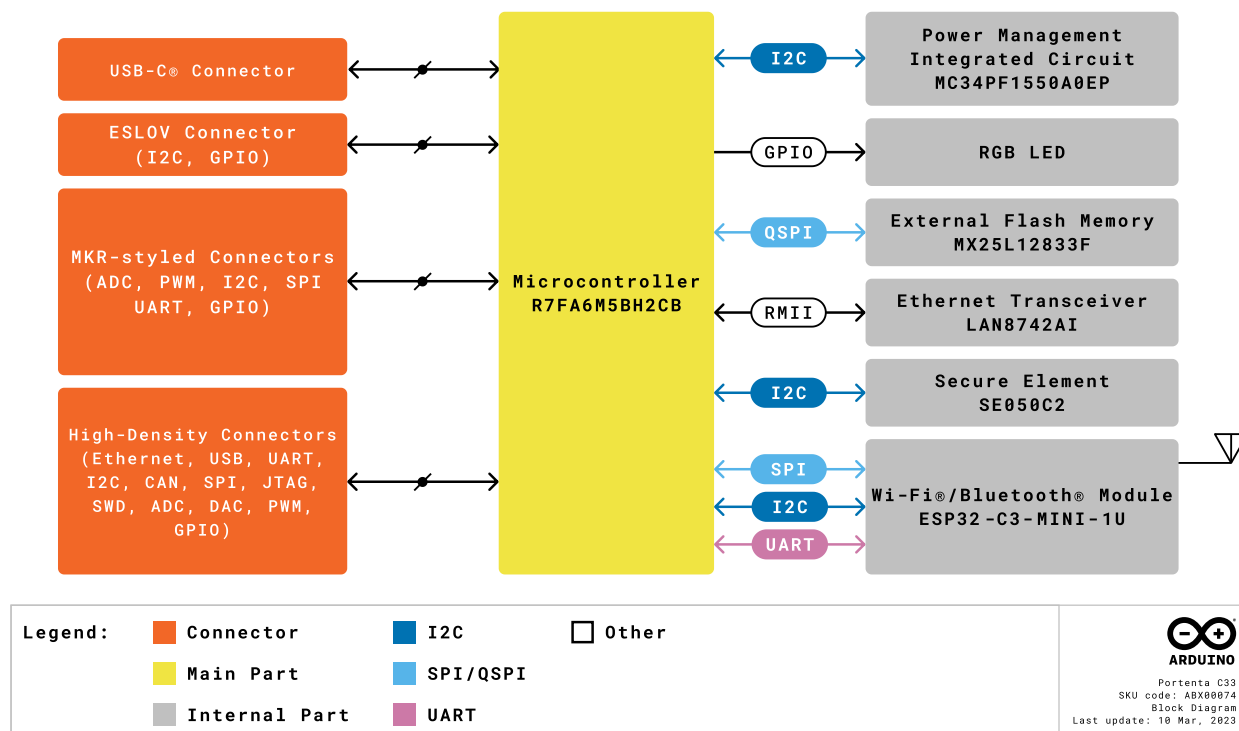 USB-C® Connector
ESLOV Connector
(I2C, GPIO)
MKR-styled Connectors
(ADC, PWM, I2C, SPI
UART, GPIO)
High-Density Connectors
(Ethernet, USB, UART,
I2C, CAN, SPI, JTAG,
SWD, ADC, DAC, PWM,
GPIO)
Microcontroller
R7FA6M5BH2CB
I2C
GPIO
QSPI
RMII
I2C
SPI
I2C
UART
Power Management
Integrated Circuit
MC34PF1550A0EP
RGB LED
External Flash Memory
MX25L12833F
Ethernet Transceiver
LAN8742AI
Secure Element
SE050C2
Wi-Fi®/Bluetooth® Module
ESP32-C3-MINI-1U
Legend:
Connector
Main Part
Internal Part
I2C
SPI/QSPI
UART
Other
ARDUINO
Portenta C33
SKU code: ABX00074
Block Diagram
Last update: 10 Mar, 2023